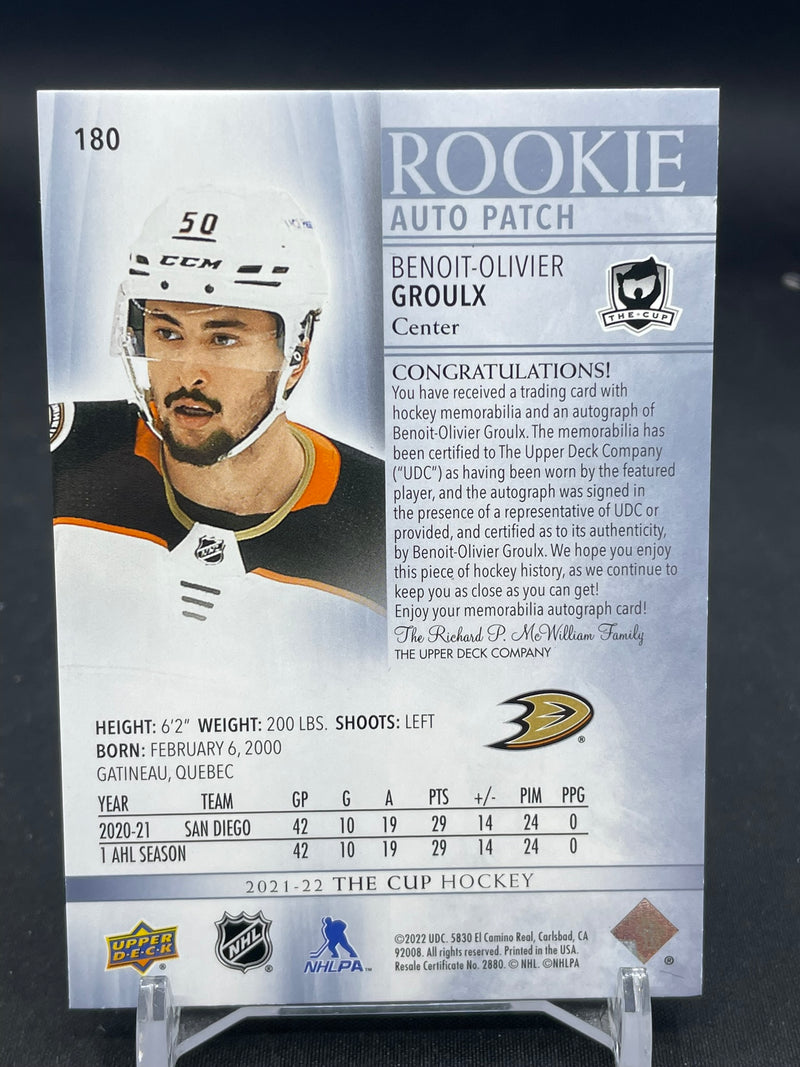 180
ROOKIE
AUTO PATCH
BENOIT-OLIVIER
GROULX
Center
THE·CUP
50
CCM
CONGRATULATIONS!
You have received a trading card with
hockey memorabilia and an autograph of
Benoit-Olivier Groulx. The memorabilia has
been certified to The Upper Deck Company
("UDC") as having been worn by the featured
player, and the autograph was signed in
the presence of a representative of UDC or
provided, and certified as to its authenticity,
by Benoit-Olivier Groulx. We hope you enjoy
this piece of hockey history, as we continue to
keep you as close as you can get!
Enjoy your memorabilia autograph card!
The Richard P. McWilliam Family
THE UPPER DECK COMPANY
NHL
HEIGHT: 6'2" WEIGHT: 200 LBS. SHOOTS: LEFT
BORN: FEBRUARY 6, 2000
GATINEAU, QUEBEC
®
YEAR TEAM GP G A PTS +/- PIM PPG
2020-21 SAN DIEGO 42 10 19 29 14 24 0
1 AHL SEASON 42 10 19 29 14 24 0
2021-22 THE CUP HOCKEY
UPPER
D·E·C·K ®
NHL ®
NHLPA™
©2022 UDC. 5830 El Camino Real, Carlsbad, CA
92008. All rights reserved. Printed in the USA.
Resale Certificate No. 2880. © NHL. ©NHLPA
®